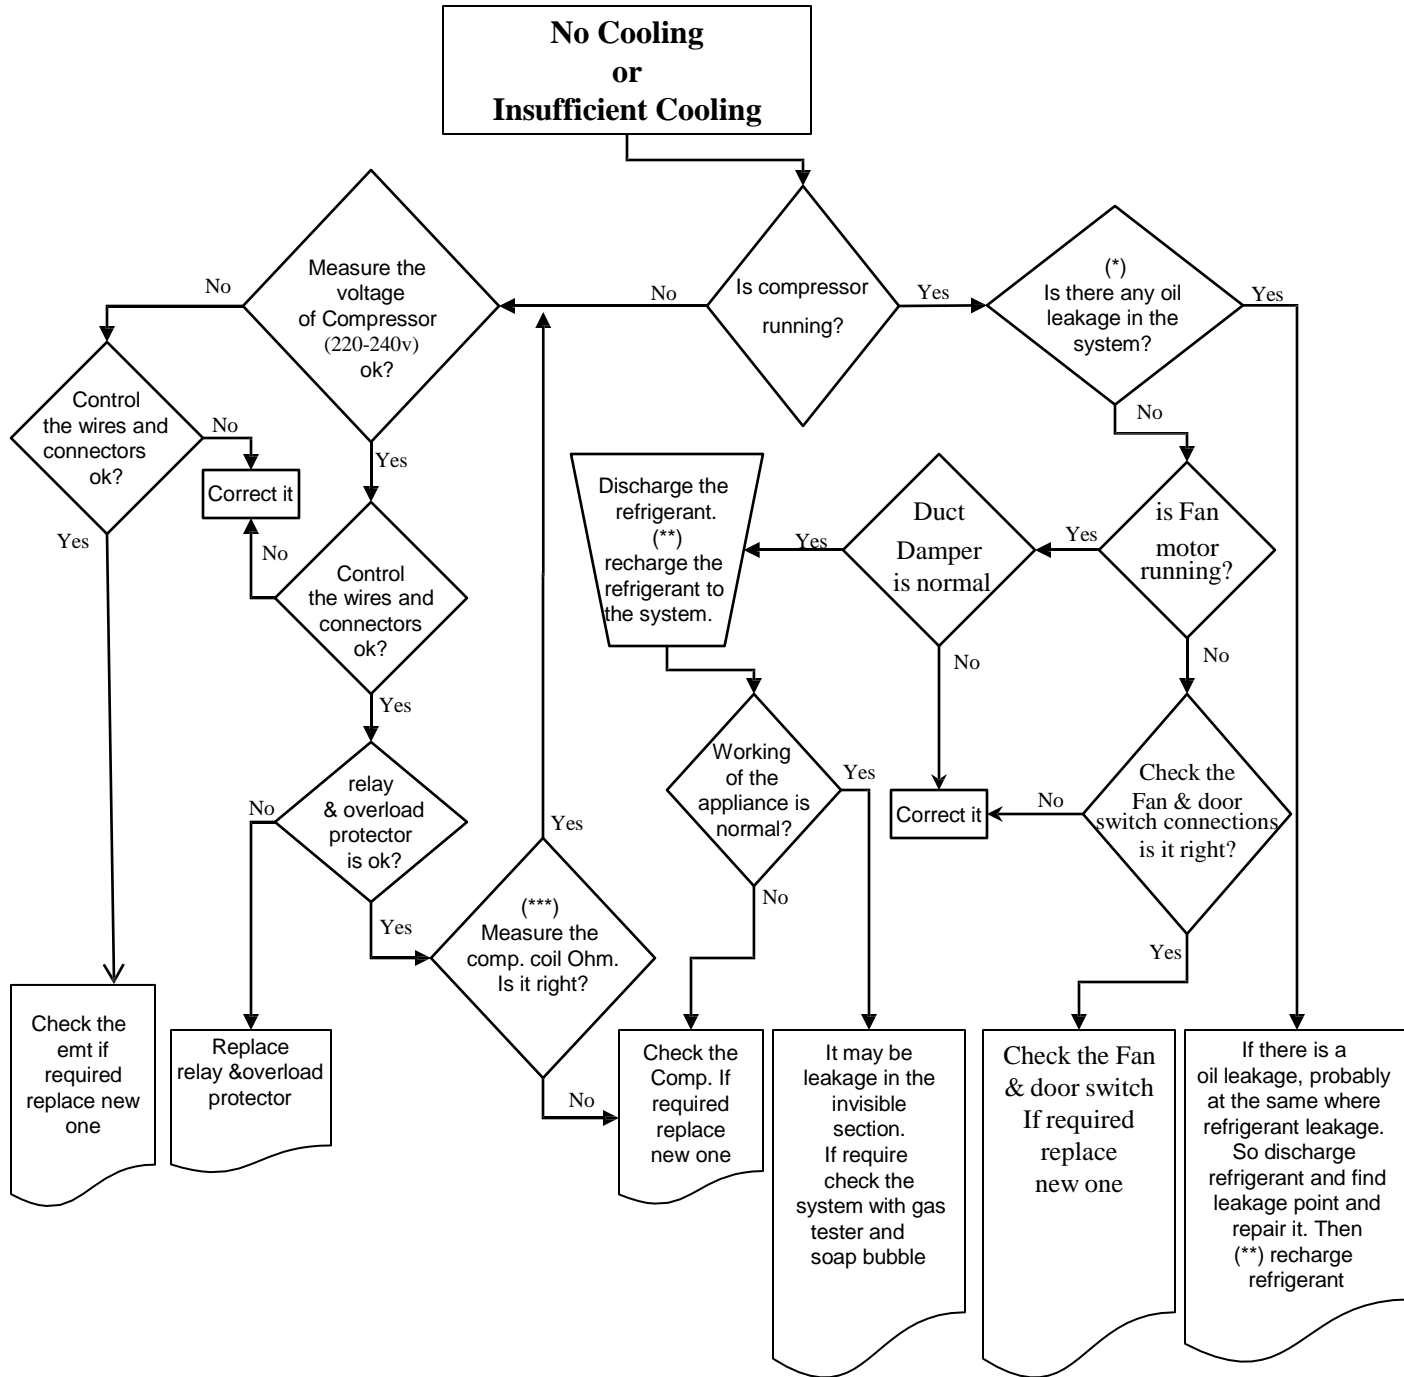 No Cooling
or
Insufficient Cooling
Is compressor
running?
No
Yes
Measure the
voltage
of Compressor
(220-240v)
ok?
No
Yes
(*)
Is there any oil
leakage in the
system?
Yes
No
Control
the wires and
connectors
ok?
No
Yes
Correct it
No
Control
the wires and
connectors
ok?
Yes
Discharge the
refrigerant.
(**)
recharge the
refrigerant to
the system.
Yes
Duct
Damper
is normal
No
Yes
is Fan
motor
running?
No
relay
& overload
protector
is ok?
No
Yes
(***)
Measure the
comp. coil Ohm.
Is it right?
Yes
No
Working
of the
appliance is
normal?
Yes
No
Correct it
No
Check the
Fan & door
switch connections
is it right?
Yes
Check the
emt if
required
replace new
one
Replace
relay &overload
protector
Check the
Comp. If
required
replace
new one
It may be
leakage in the
invisible
section.
If require
check the
system with gas
tester and
soap bubble
Check the Fan
& door switch
If required
replace
new one
If there is a
oil leakage, probably
at the same where
refrigerant leakage.
So discharge
refrigerant and find
leakage point and
repair it. Then
(**) recharge
refrigerant